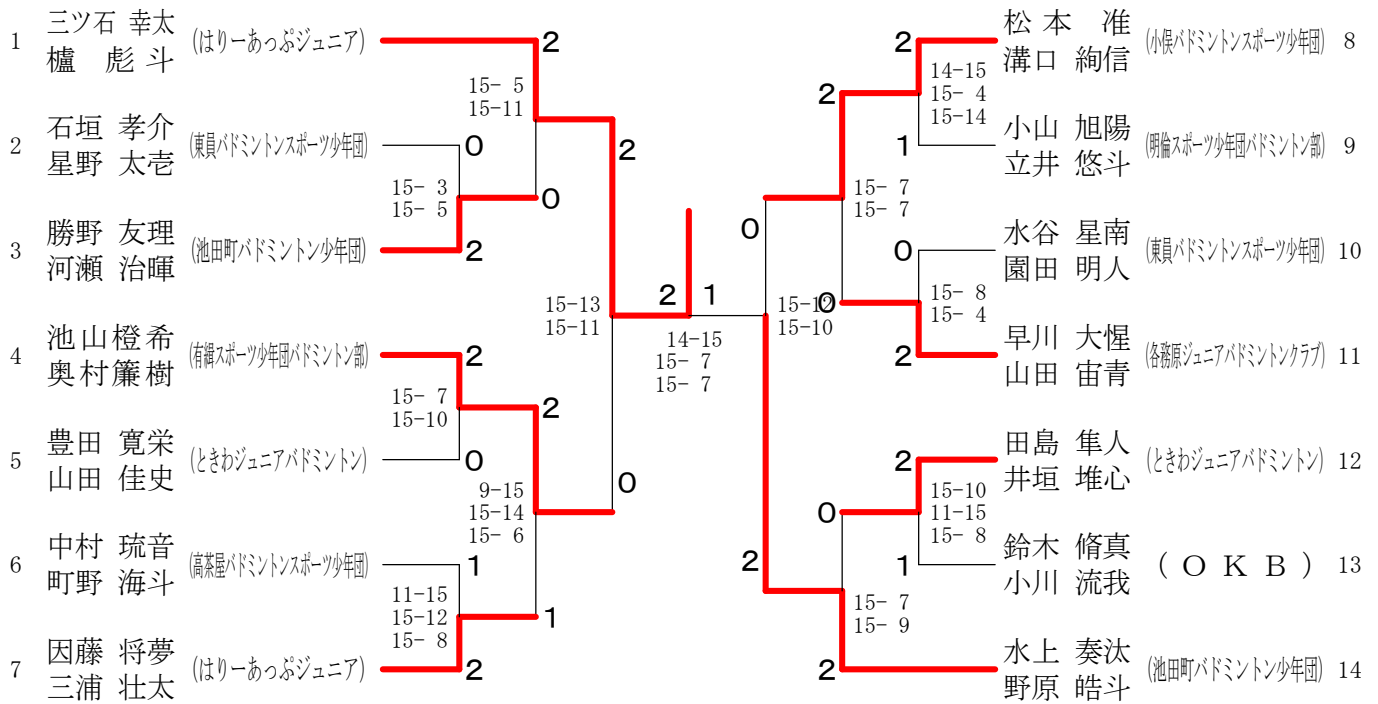 1 三ツ石 幸太
櫨 彪斗
(はりーあっぷジュニア)
2
15- 5
15-11
2 石垣 孝介
星野 太壱
(東員バドミントンスポーツ少年団)
0
2
15- 3
15- 5
0
3 勝野 友理
河瀬 治暉
(池田町バドミントン少年団)
2
15-13
15-11
4 池山橙希
奥村簾樹
(有緝スポーツ少年団バドミントン部)
2
15- 7
15-10
2
5 豊田 寛栄
山田 佳史
(ときわジュニアバドミントン)
0
9-15
15-14
15- 6
0
6 中村 琉音
町野 海斗
(高茶屋バドミントンスポーツ少年団)
1
11-15
15-12
15- 8
1
7 因藤 将夢
三浦 壮太
(はりーあっぷジュニア)
2
2 1
14-15
15- 7
15- 7
松本 准
溝口 絢信
(小俣バドミントンスポーツ少年団) 8
2
14-15
15- 4
15-14
2
小山 旭陽
立井 悠斗
(明倫スポーツ少年団バドミントン部) 9
1
15- 7
15- 7
0
水谷 星南
園田 明人
(東員バドミントンスポーツ少年団) 10
0
15- 8
15- 4
0
15-12
15-10
早川 大惺
山田 宙青
(各務原ジュニアバドミントンクラブ) 11
2
田島 隼人
井垣 堆心
(ときわジュニアバドミントン) 12
2
15-10
11-15
15- 8
0
鈴木 脩真
小川 流我
(OKB) 13
1
2
15- 7
15- 9
水上 奏汰
野原 皓斗
(池田町バドミントン少年団) 14
2